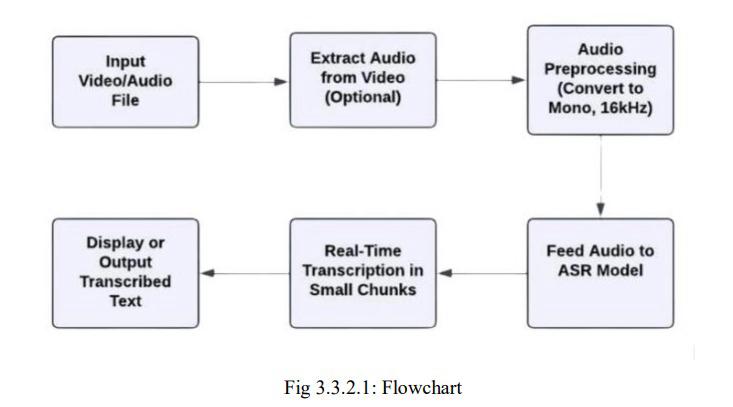 Input
Video/Audio
File
Extract Audio
from Video
(Optional)
Audio
Preprocessing
(Convert to
Mono, 16kHz)
Feed Audio to
ASR Model
Real-Time
Transcription in
Small Chunks
Display or
Output
Transcribed
Text
Fig 3.3.2.1: Flowchart